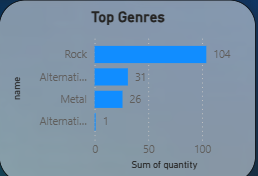 Top Genres
name
Rock 104
Alternati... 31
Metal 26
Alternati... 1
0 50 100
Sum of quantity